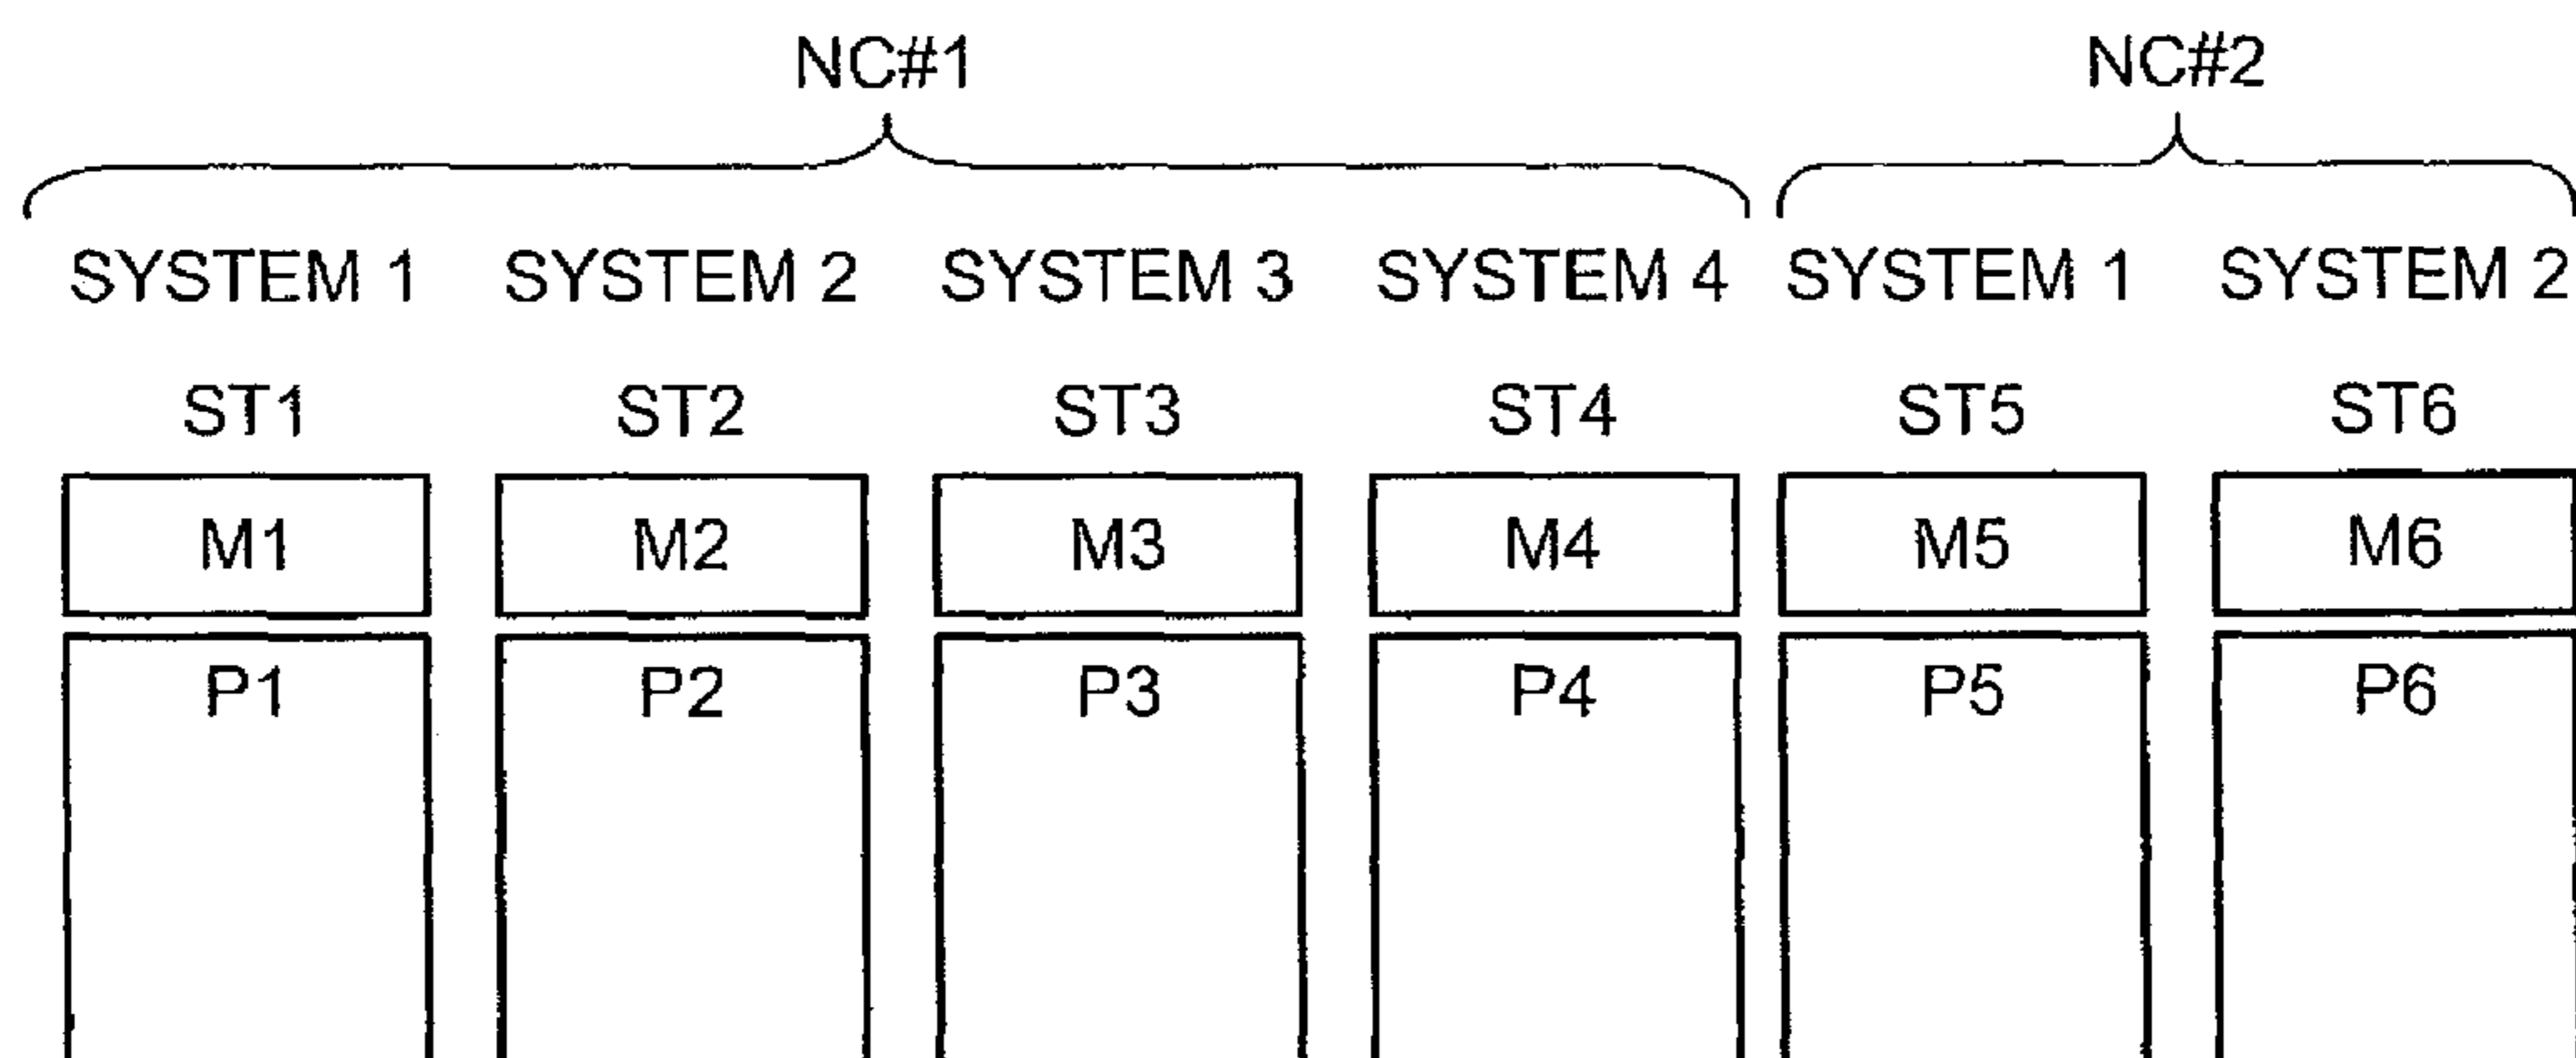 NC#1 NC#2
SYSTEM 1 SYSTEM 2 SYSTEM 3 SYSTEM 4 SYSTEM 1 SYSTEM 2
ST1 ST2 ST3 ST4 ST5 ST6
M1 M2 M3 M4 M5 M6
P1 P2 P3 P4 P5 P6